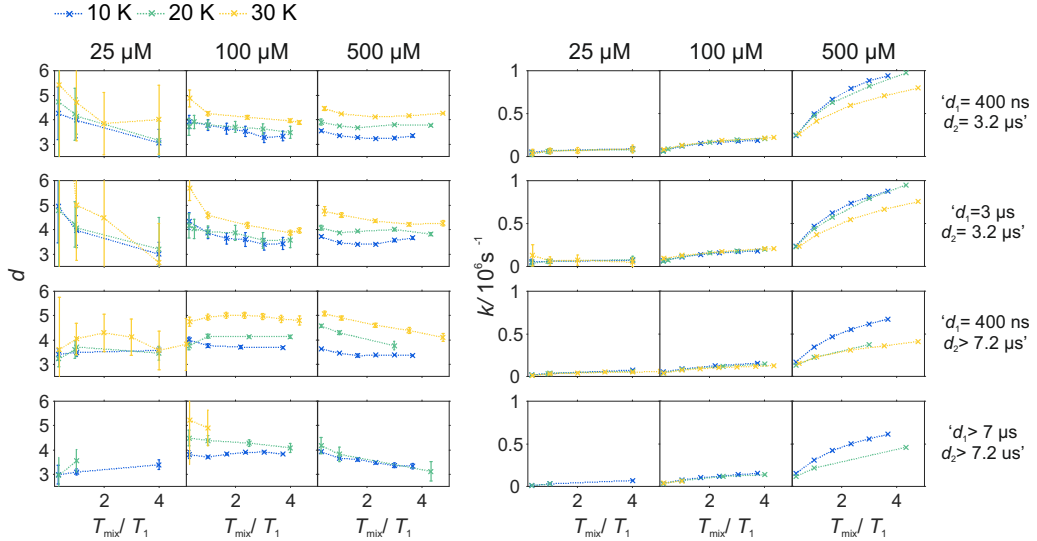 10 K 20 K 30 K
25 µM 100 µM 500 µM 25 µM 100 µM 500 µM
6 1
5
4 0.5
3
0
'd1= 400 ns
d2= 3.2 µs'
6 1
5
4 0.5
3
0
'd1=3 µs
d2= 3.2 µs'
d
k/ 10^6 s^-1
6 1
5
4 0.5
3
0
'd1= 400 ns
d2> 7.2 µs'
6 1
5
4 0.5
3
0
'd1> 7 µs
d2> 7.2 us'
2 4 2 4 2 4 2 4 2 4 2 4
Tmix/ T1 Tmix/ T1 Tmix/ T1 Tmix/ T1 Tmix/ T1 Tmix/ T1